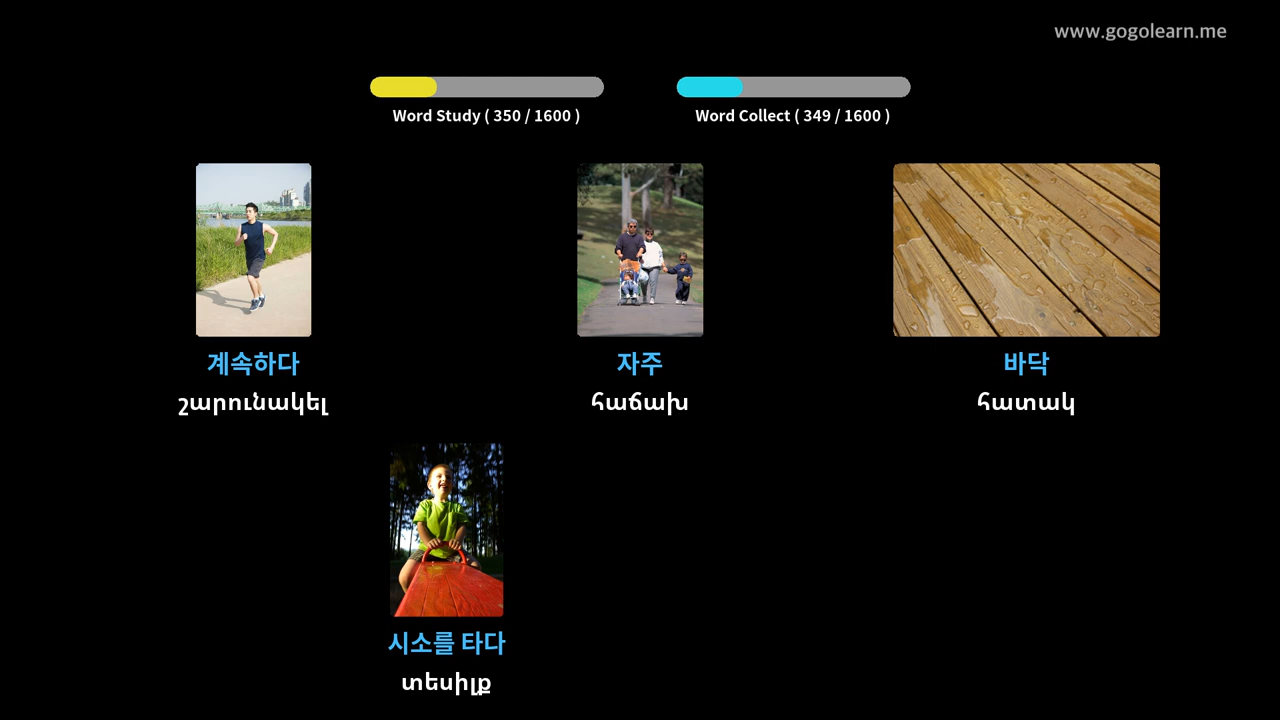 www.gogolearn.me
Word Study ( 350 / 1600 )
Word Collect ( 349 / 1600 )
계속하다
շարունակել
자주
հաճախ
바닥
հատակ
시소를 타다
տեսիլք